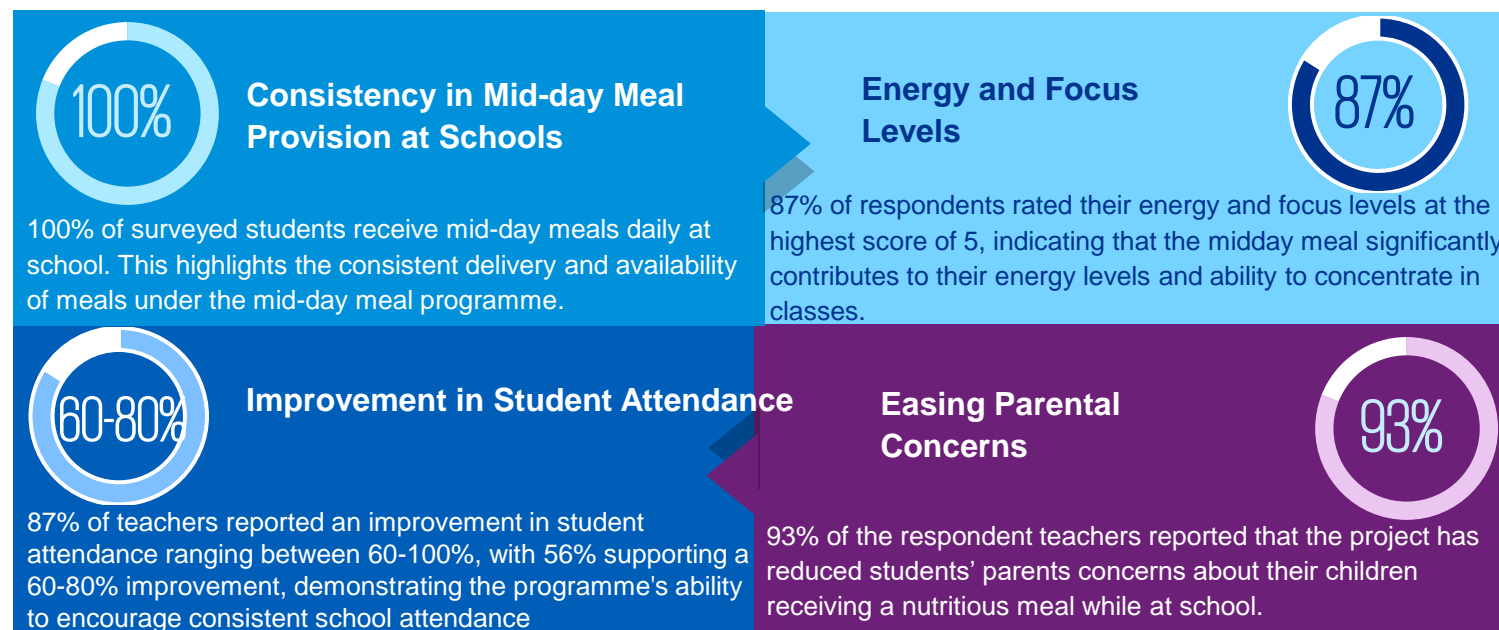 100%
Consistency in Mid-day Meal
Provision at Schools
100% of surveyed students receive mid-day meals daily at
school. This highlights the consistent delivery and availability
of meals under the mid-day meal programme.
Energy and Focus
Levels
87%
87% of respondents rated their energy and focus levels at the
highest score of 5, indicating that the midday meal significantly
contributes to their energy levels and ability to concentrate in
classes.
60-80%
Improvement in Student Attendance
87% of teachers reported an improvement in student
attendance ranging between 60-100%, with 56% supporting a
60-80% improvement, demonstrating the programme's ability
to encourage consistent school attendance
Easing Parental
Concerns
93%
93% of the respondent teachers reported that the project has
reduced students’ parents concerns about their children
receiving a nutritious meal while at school.